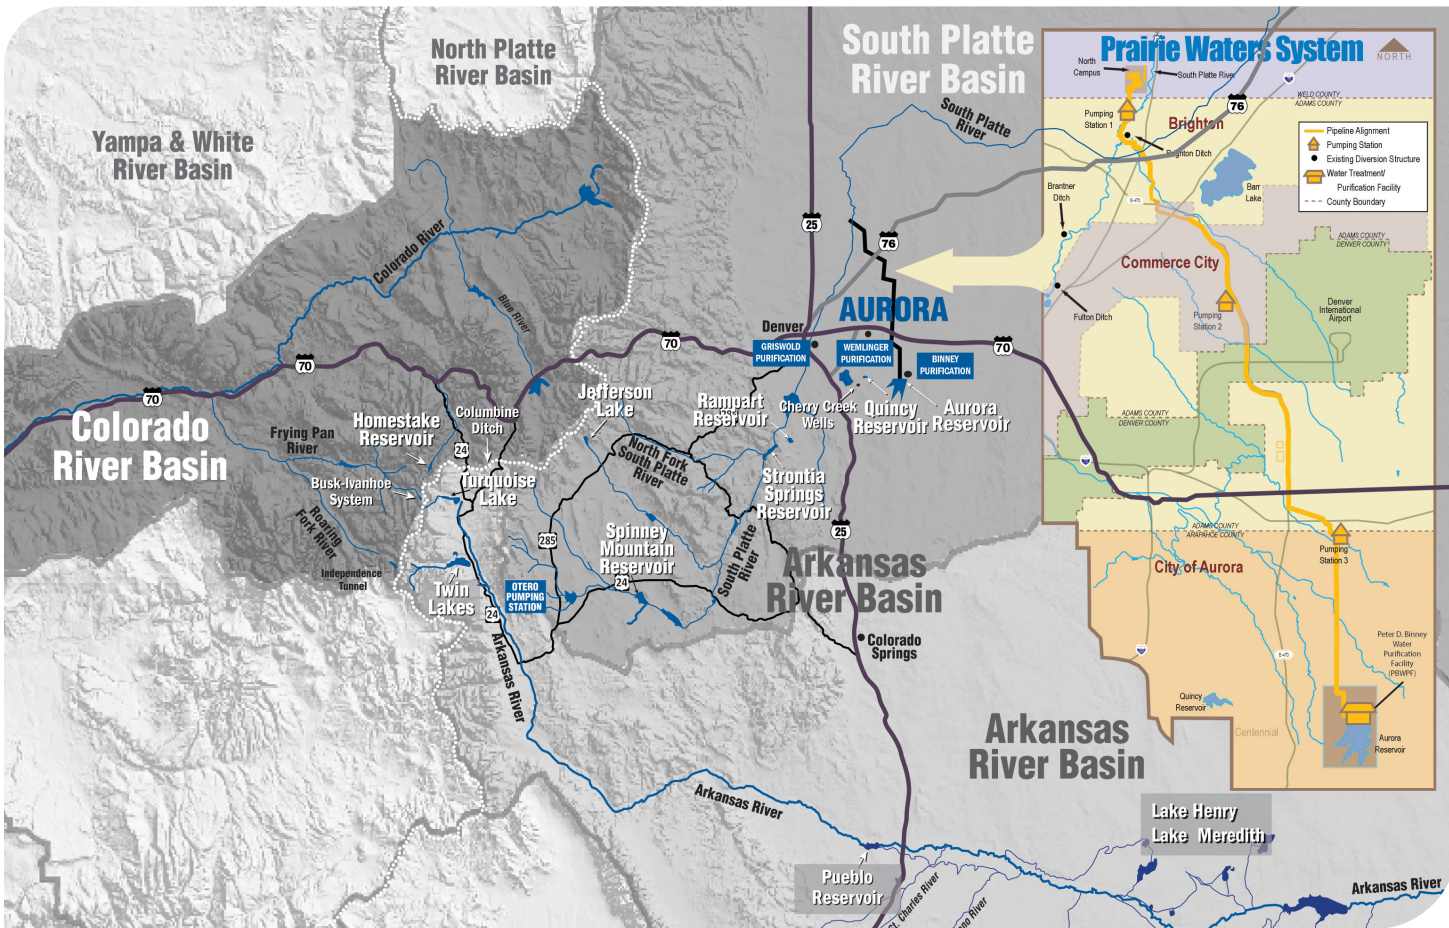 North Platte
River Basin
Yampa & White
River Basin
South Platte
River Basin
South Platte
River
Colorado River
Blue River
25
76
AURORA
Denver
70
70
70
70
GRISWOLD
PURIFICATION
WEMLINGER
PURIFICATION
BINNEY
PURIFICATION
Colorado
River Basin
Frying Pan
River
Homestake
Reservoir
Columbine
Ditch
Jefferson
Lake
Rampart
Reservoir
Cherry Creek
Wells
Quincy
Reservoir
Aurora
Reservoir
24
Busk-Ivanhoe
System
Turquoise
Lake
North Fork
South Platte
River
Strontia
Springs
Reservoir
Roaring
Fork River
285
Spinney
Mountain
Reservoir
24
South Platte
River
25
Arkansas
River Basin
Independence
Tunnel
Twin
Lakes
OTERO
PUMPING
STATION
24
Arkansas River
Colorado
Springs
Arkansas
River Basin
Arkansas River
Pueblo
Reservoir
Lake Henry
Lake Meredith
Arkansas River
St. Charles River
River
Prairie Waters System
NORTH
North
Campus
South Platte River
WELD COUNTY
ADAMS COUNTY
76
Pumping
Station 1
Brighton
Brighton Ditch
Pipeline Alignment
Pumping Station
Existing Diversion Structure
Water Treatment/
Purification Facility
County Boundary
Brantner
Ditch
Barr
Lake
E-470
ADAMS COUNTY
DENVER COUNTY
Commerce City
Fulton Ditch
Pumping
Station 2
Denver
International
Airport
ADAMS COUNTY
DENVER COUNTY
ADAMS COUNTY
ARAPAHOE COUNTY
City of Aurora
Pumping
Station 3
Peter D. Binney
Water
Purification
Facility
(PBWPF)
E-470
Quincy
Reservoir
Centennial
Aurora
Reservoir